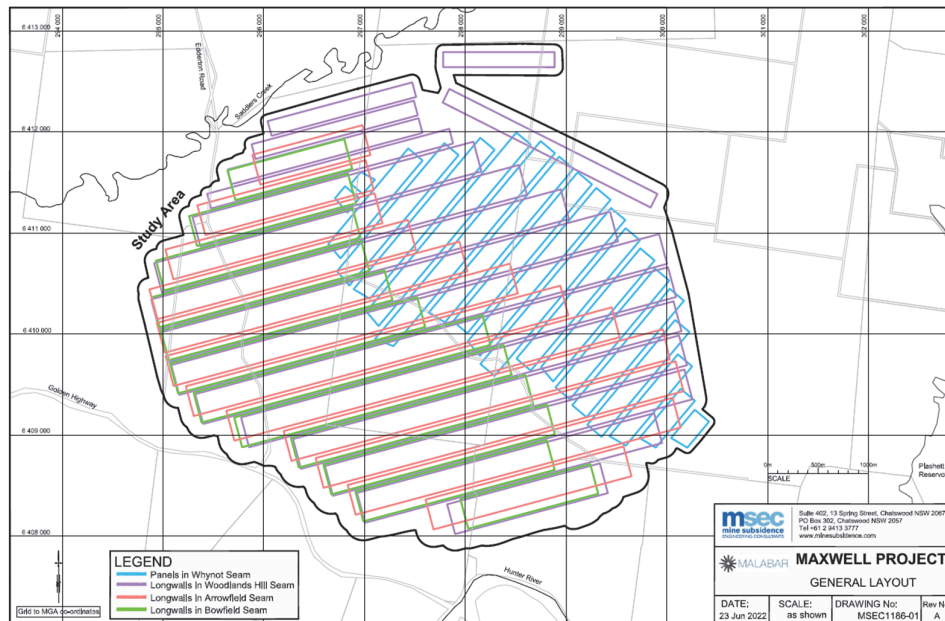 294 000
295 000
296 000
297 000
298 000
299 000
300 000
301 000
302 000
6 413 000
Edderton Road
Saddlers Creek
6 412 000
Study Area
6 411 000
6 410 000
Golden Highway
6 409 000
0m 500m 1000m
SCALE
Plashett
Reservo
6 408 000
Hunter River
LEGEND
Panels in Whynot Seam
Longwalls In Woodlands Hill Seam
Longwalls In Arrowfield Seam
Longwalls in Bowfield Seam
Grid to MGA co-ordinates
msec
mine subsidence
ENGINEERING CONSULTANTS
Suite 402, 13 Spring Street, Chatswood NSW 2067
PO Box 302, Chatswood NSW 2057
Tel +61 2 9413 3777
www.minesubsidence.com
MALABAR
MAXWELL PROJECT
GENERAL LAYOUT
DATE:
23 Jun 2022
SCALE:
as shown
DRAWING No:
MSEC1186-01
Rev No
A